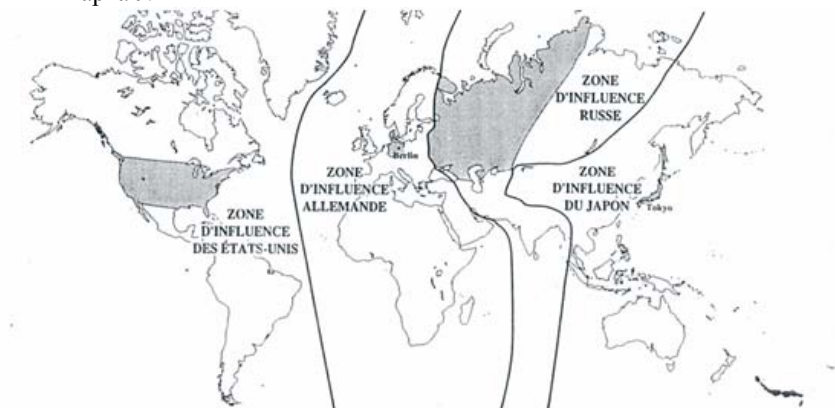 ZONE
D'INFLUENCE
RUSSE
Berlin
ZONE
D'INFLUENCE
ALLEMANDE
ZONE
D'INFLUENCE
DU JAPON
Tokyo
ZONE
D'INFLUENCE
DES ÉTATS-UNIS